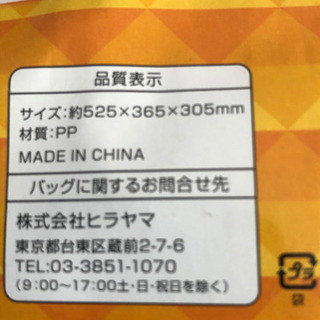 品質表示
サイズ：約525×365×305mm
材質：PP
MADE IN CHINA
バッグに関するお問合せ先
株式会社ヒラヤマ
東京都台東区蔵前2-7-6
TEL:03-3851-1070
（9：00〜17:00土・日・祝日を除く）
プラ
袋